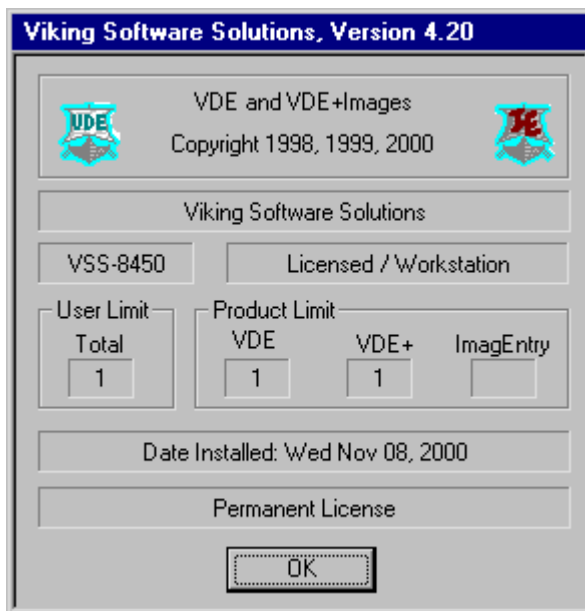 Viking Software Solutions, Version 4.20
VDE and VDE+Images
VDE
Copyright 1998, 1999, 2000
Viking Software Solutions
VSS-8450
Licensed / Workstation
User Limit
Product Limit
Total
VDE
VDE+
ImagEntry
1
1
1
Date Installed: Wed Nov 08, 2000
Permanent License
OK